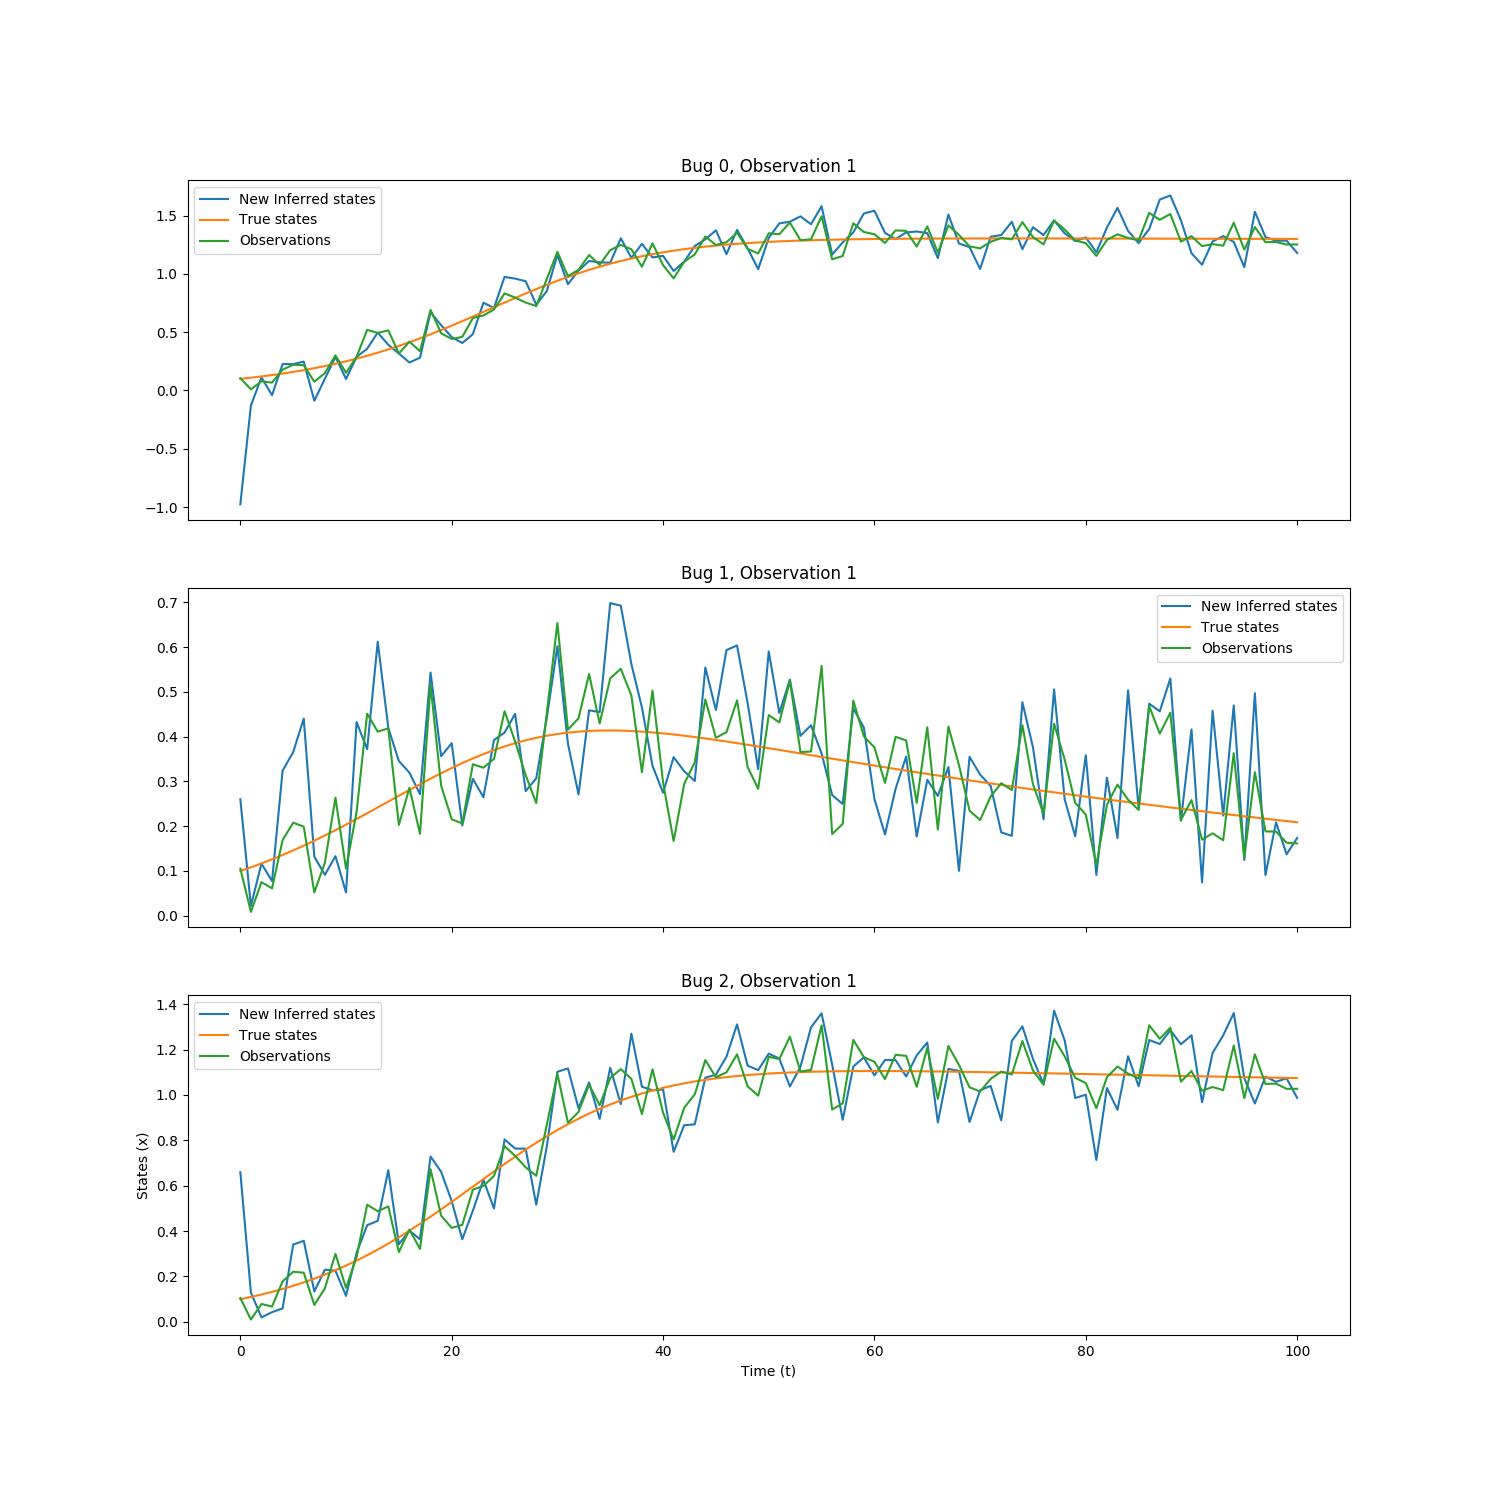 Bug 0, Observation 1
New Inferred states
True states
Observations
1.5
1.0
0.5
0.0
−0.5
−1.0
Bug 1, Observation 1
New Inferred states
True states
Observations
0.7
0.6
0.5
0.4
0.3
0.2
0.1
0.0
Bug 2, Observation 1
New Inferred states
True states
Observations
1.4
1.2
1.0
0.8
0.6
0.4
0.2
0.0
States (x)
0 20 40 60 80 100
Time (t)